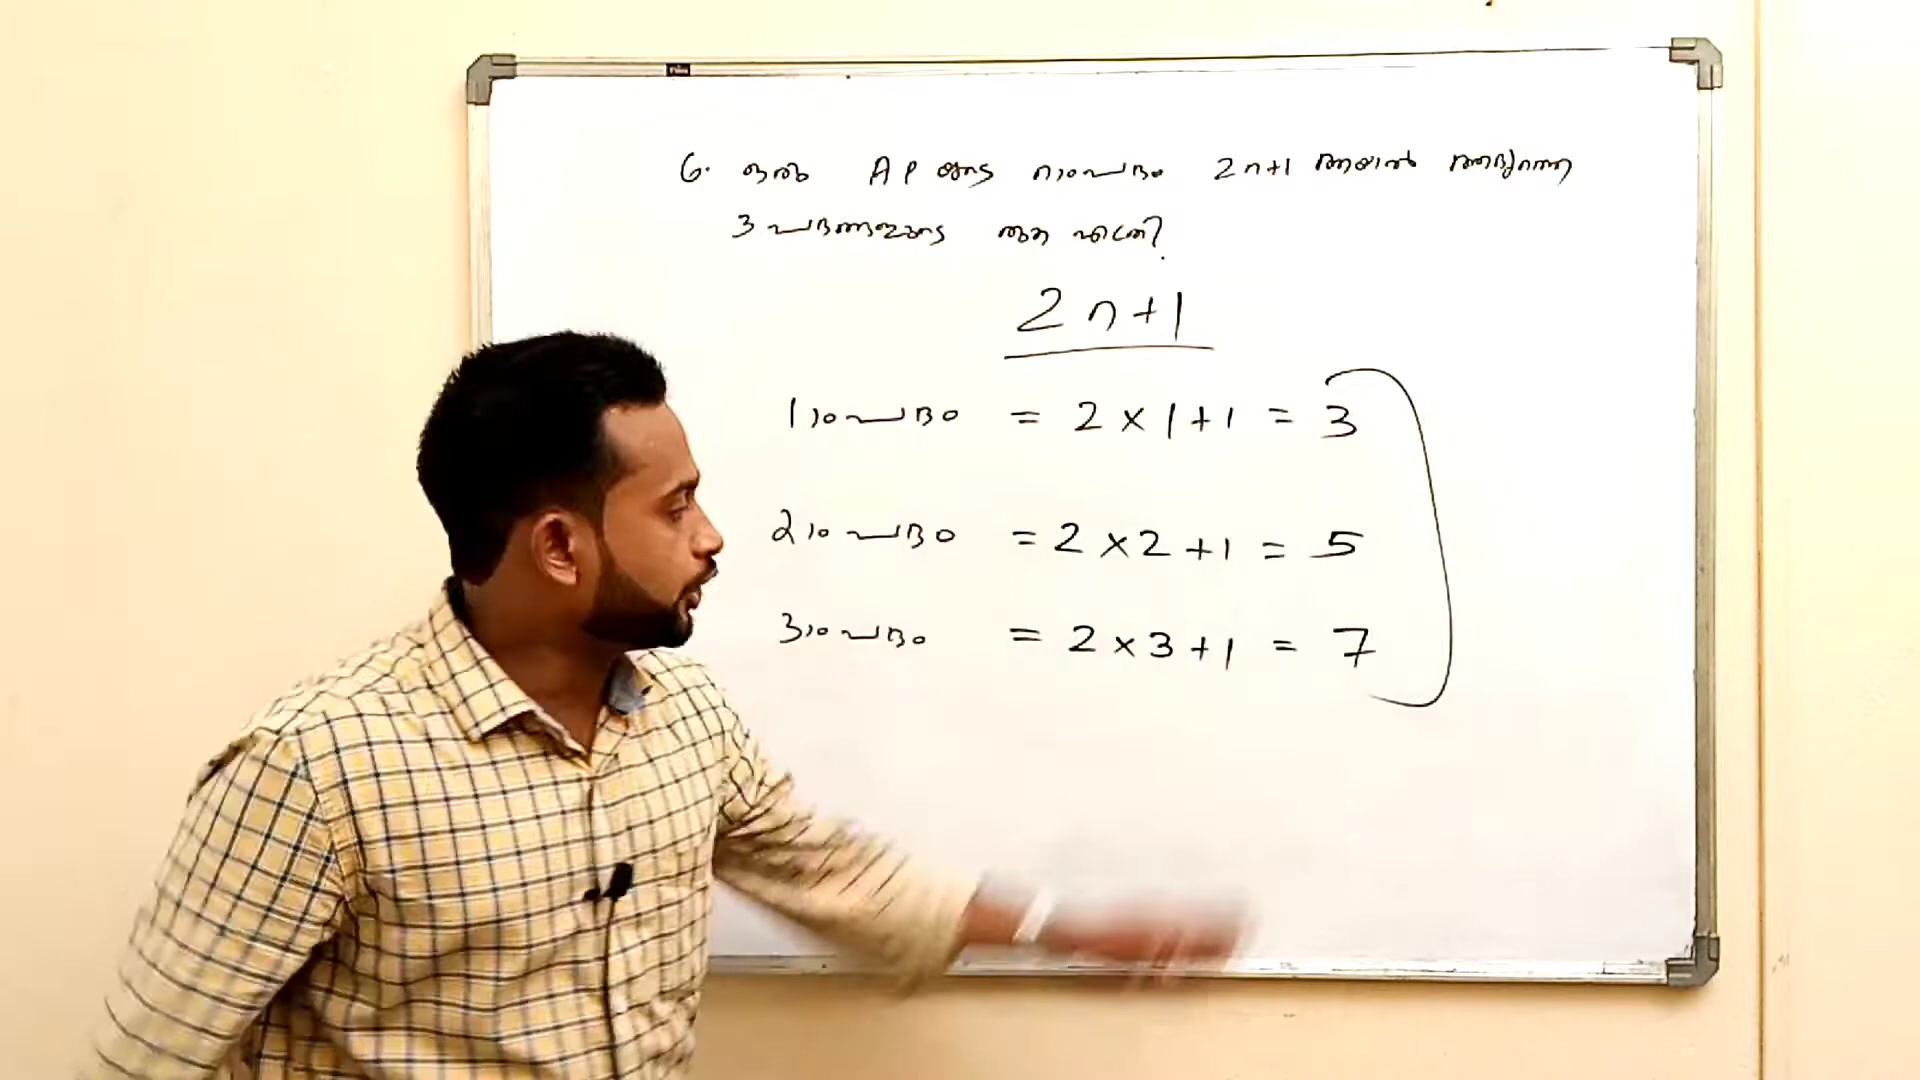 6. ഒരു AP യുടെ n-ാംപദം 2n+1 ആയാൽ ആദ്യത്തെ
3 പദങ്ങളുടെ തുക എത്ര?
2n+1
1-ാംപദം = 2 × 1 + 1 = 3
2-ാം പദം = 2 × 2 + 1 = 5
3-ാം പദം = 2 × 3 + 1 = 7